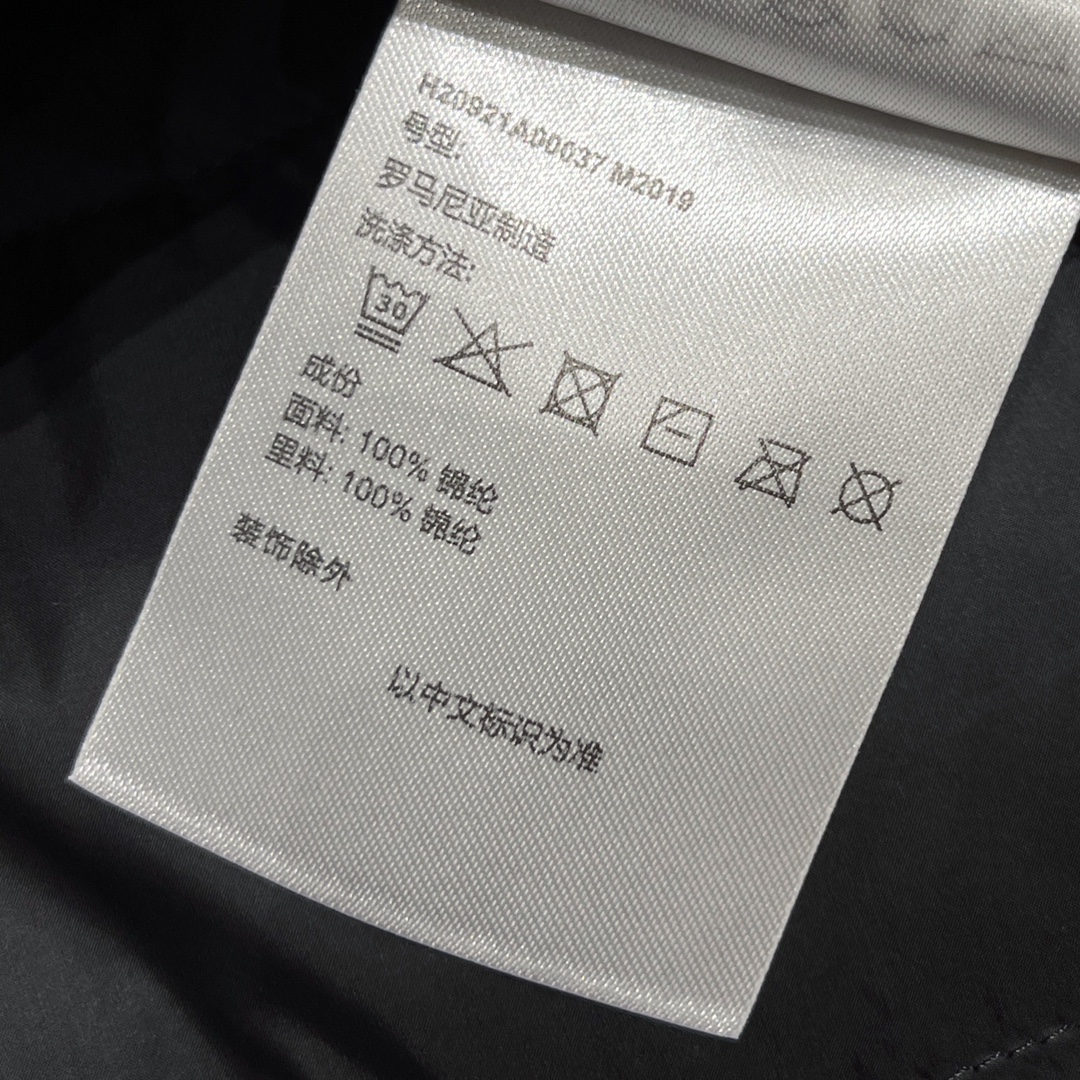 H20921A00037 M2019
号型:
罗马尼亚制造
洗涤方法:
30
成份
面料: 100% 锦纶
里料: 100% 锦纶
装饰除外
以中文标识为准